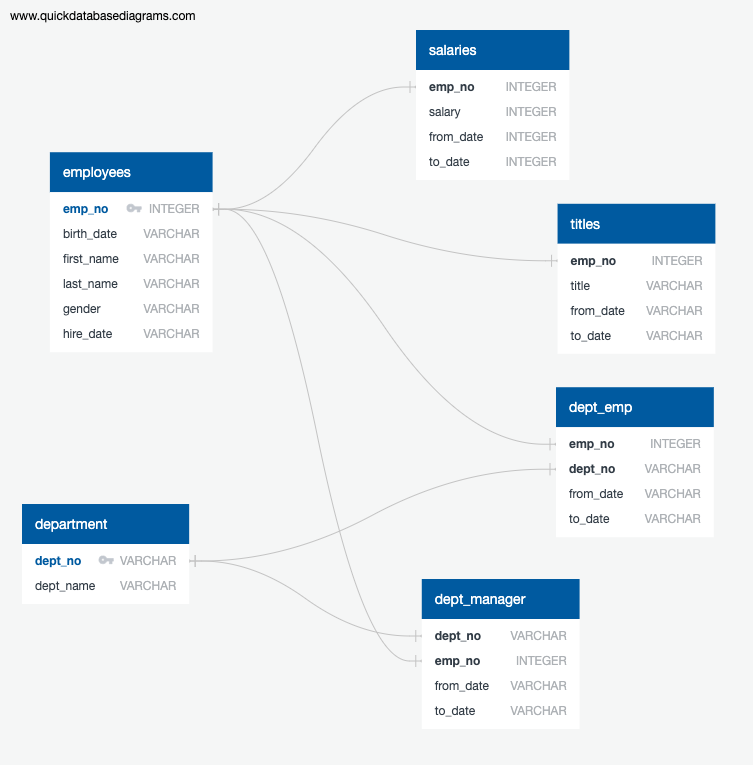 www.quickdatabasediagrams.com
salaries
emp_no INTEGER
salary INTEGER
from_date INTEGER
to_date INTEGER
employees
emp_no INTEGER
birth_date VARCHAR
first_name VARCHAR
last_name VARCHAR
gender VARCHAR
hire_date VARCHAR
titles
emp_no INTEGER
title VARCHAR
from_date VARCHAR
to_date VARCHAR
dept_emp
emp_no INTEGER
dept_no VARCHAR
from_date VARCHAR
to_date VARCHAR
department
dept_no VARCHAR
dept_name VARCHAR
dept_manager
dept_no VARCHAR
emp_no INTEGER
from_date VARCHAR
to_date VARCHAR